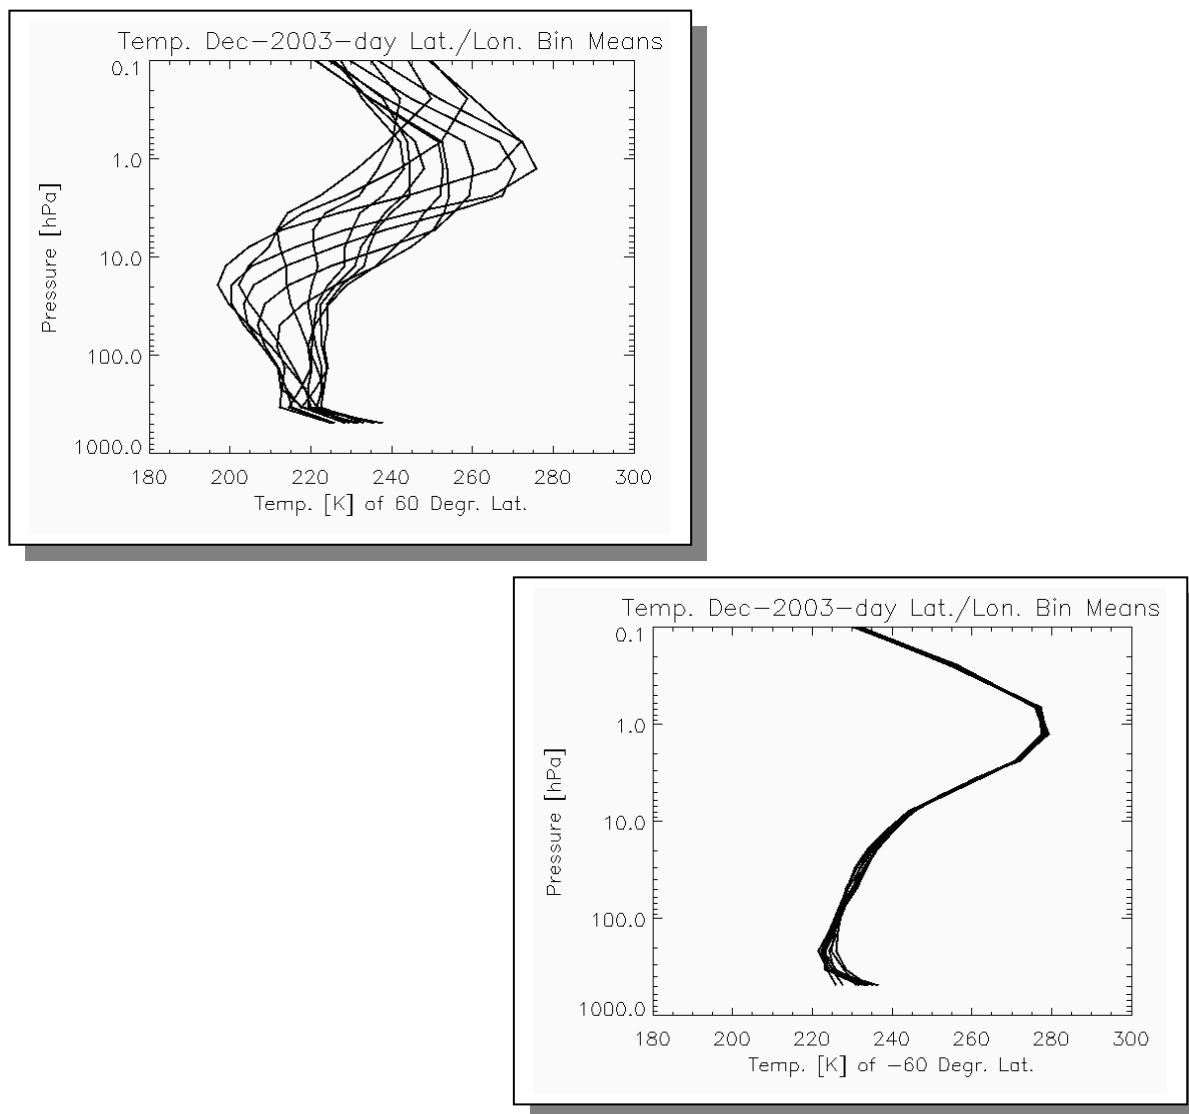 Temp. Dec-2003-day Lat./Lon. Bin Means
0.1
1.0
10.0
100.0
1000.0
Pressure [hPa]
180 200 220 240 260 280 300
Temp. [K] of 60 Degr. Lat.
Temp. Dec-2003-day Lat./Lon. Bin Means
0.1
1.0
10.0
100.0
1000.0
Pressure [hPa]
180 200 220 240 260 280 300
Temp. [K] of -60 Degr. Lat.